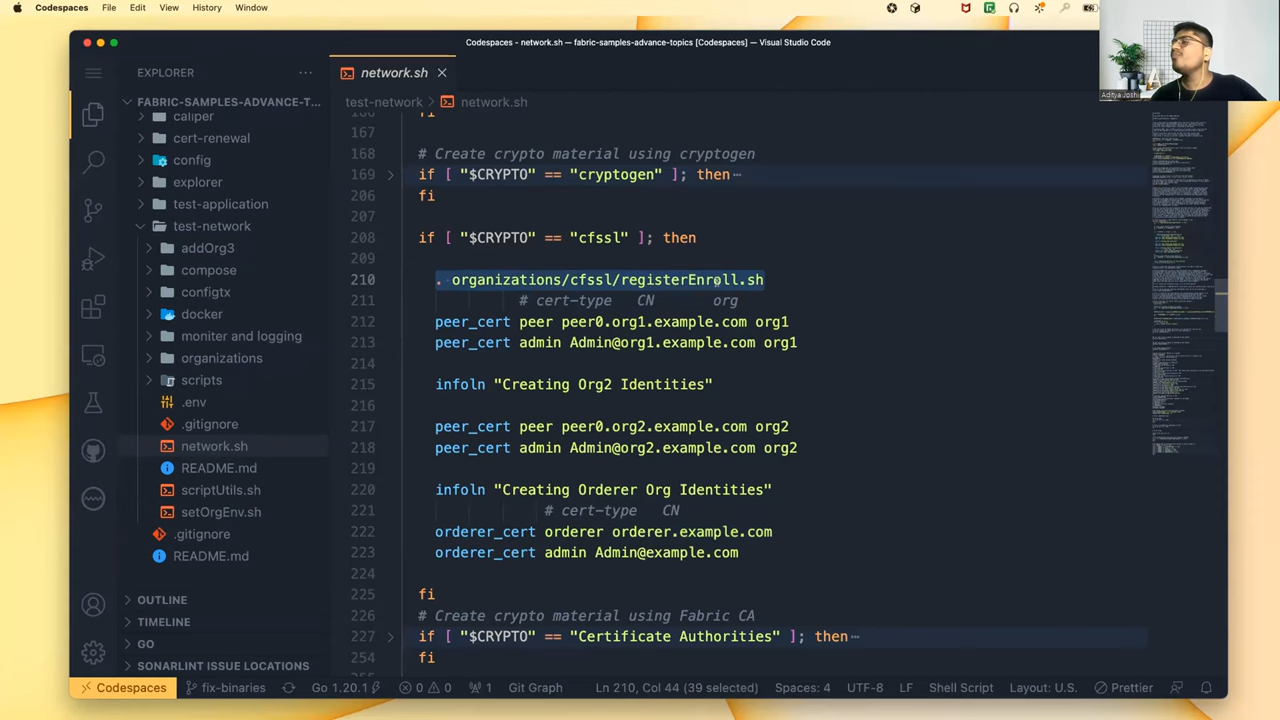 Codespaces File Edit View History Window
Codespaces - network.sh — fabric-samples-advance-topics [Codespaces] — Visual Studio Code
Aditya Joshi
EXPLORER
network.sh
FABRIC-SAMPLES-ADVANCE-T...
test-network > network.sh
caliper
cert-renewal
config
explorer
test-application
test-network
addOrg3
compose
configtx
docker
moniter and logging
organizations
scripts
.env
.gitignore
network.sh
README.md
scriptUtils.sh
setOrgEnv.sh
.gitignore
README.md
OUTLINE
TIMELINE
GO
SONARLINT ISSUE LOCATIONS
166 fi
167
168 # Create crypto material using cryptogen
169 if [ "$CRYPTO" == "cryptogen" ]; then
206 fi
207
208 if [ "$CRYPTO" == "cfssl" ]; then
209
210 . organizations/cfssl/registerEnroll.sh
211 # cert-type CN org
212 peer_cert peer peer0.org1.example.com org1
213 peer_cert admin Admin@org1.example.com org1
214
215 infoln "Creating Org2 Identities"
216
217 peer_cert peer peer0.org2.example.com org2
218 peer_cert admin Admin@org2.example.com org2
219
220 infoln "Creating Orderer Org Identities"
221 # cert-type CN
222 orderer_cert orderer orderer.example.com
223 orderer_cert admin Admin@example.com
224
225 fi
226 # Create crypto material using Fabric CA
227 if [ "$CRYPTO" == "Certificate Authorities" ]; then
254 fi
Codespaces fix-binaries Go 1.20.1 0 0 1 Git Graph Ln 210, Col 44 (39 selected) Spaces: 4 UTF-8 LF Shell Script Layout: U.S. Prettier